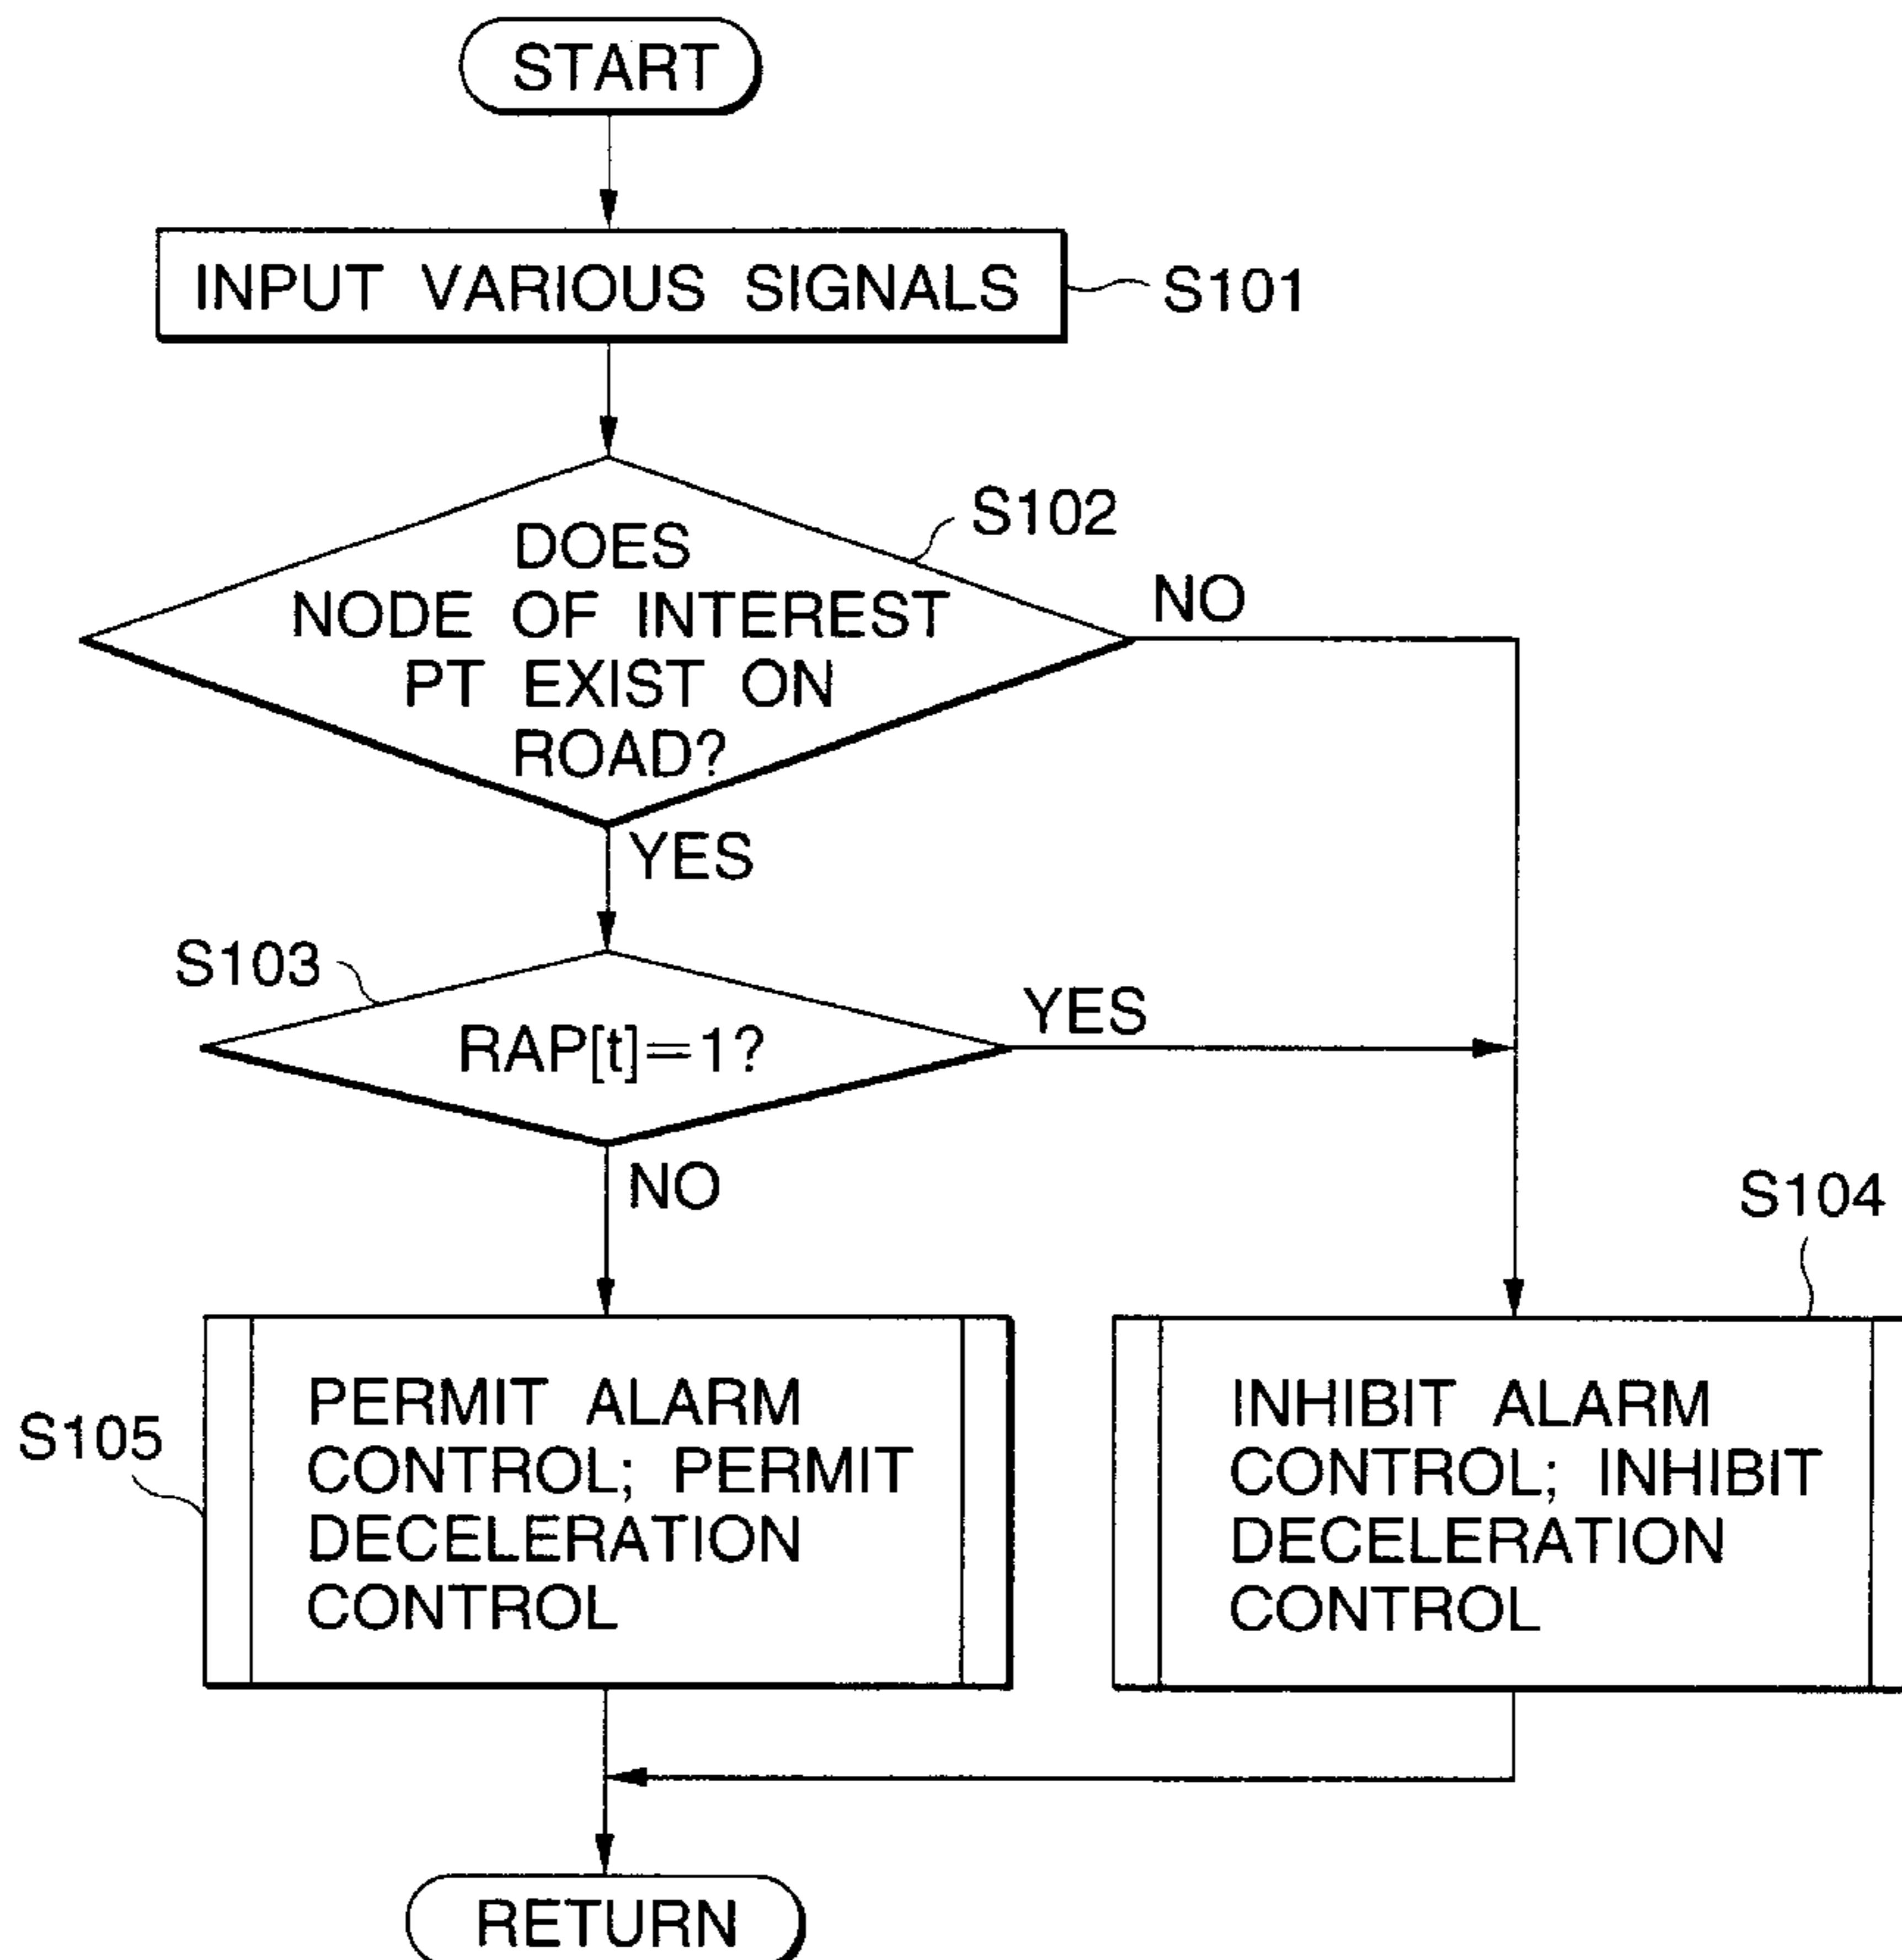 START
INPUT VARIOUS SIGNALS
S101
S102
DOES
NODE OF INTEREST
PT EXIST ON
ROAD?
NO
YES
S103
RAP[t]=1?
YES
NO
S104
S105
PERMIT ALARM
CONTROL; PERMIT
DECELERATION
CONTROL
INHIBIT ALARM
CONTROL; INHIBIT
DECELERATION
CONTROL
RETURN